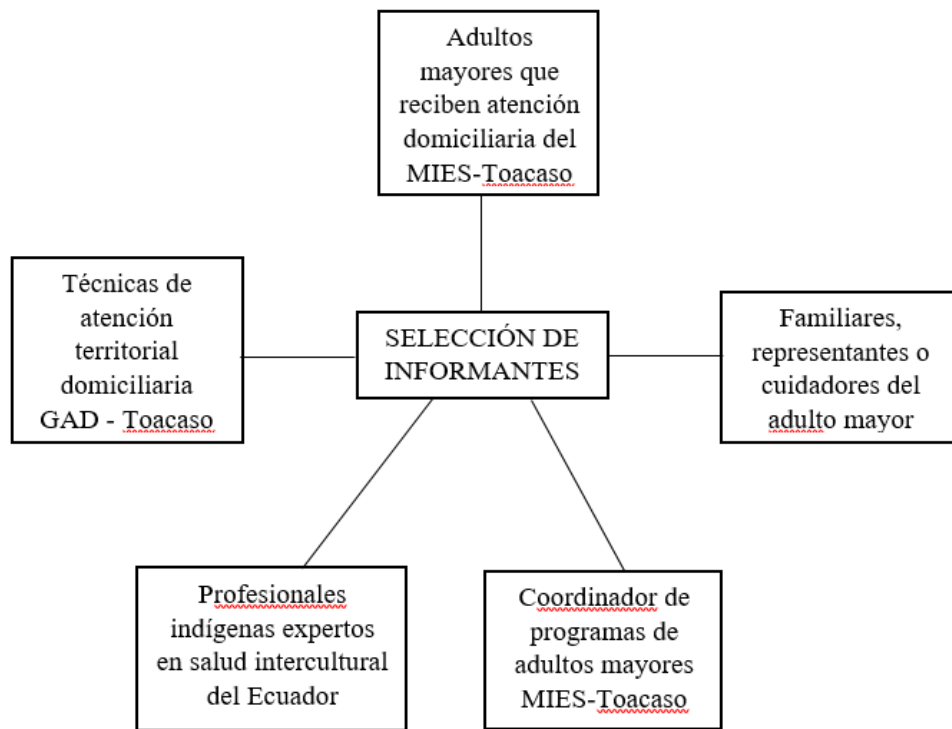 Adultos
mayores que
reciben atención
domiciliaria del
MIES-Toacaso
Técnicas de
atención
territorial
domiciliaria
GAD - Toacaso
SELECCIÓN DE
INFORMANTES
Familiares,
representantes o
cuidadores del
adulto mayor
Profesionales
indígenas expertos
en salud intercultural
del Ecuador
Coordinador de
programas de
adultos mayores
MIES-Toacaso